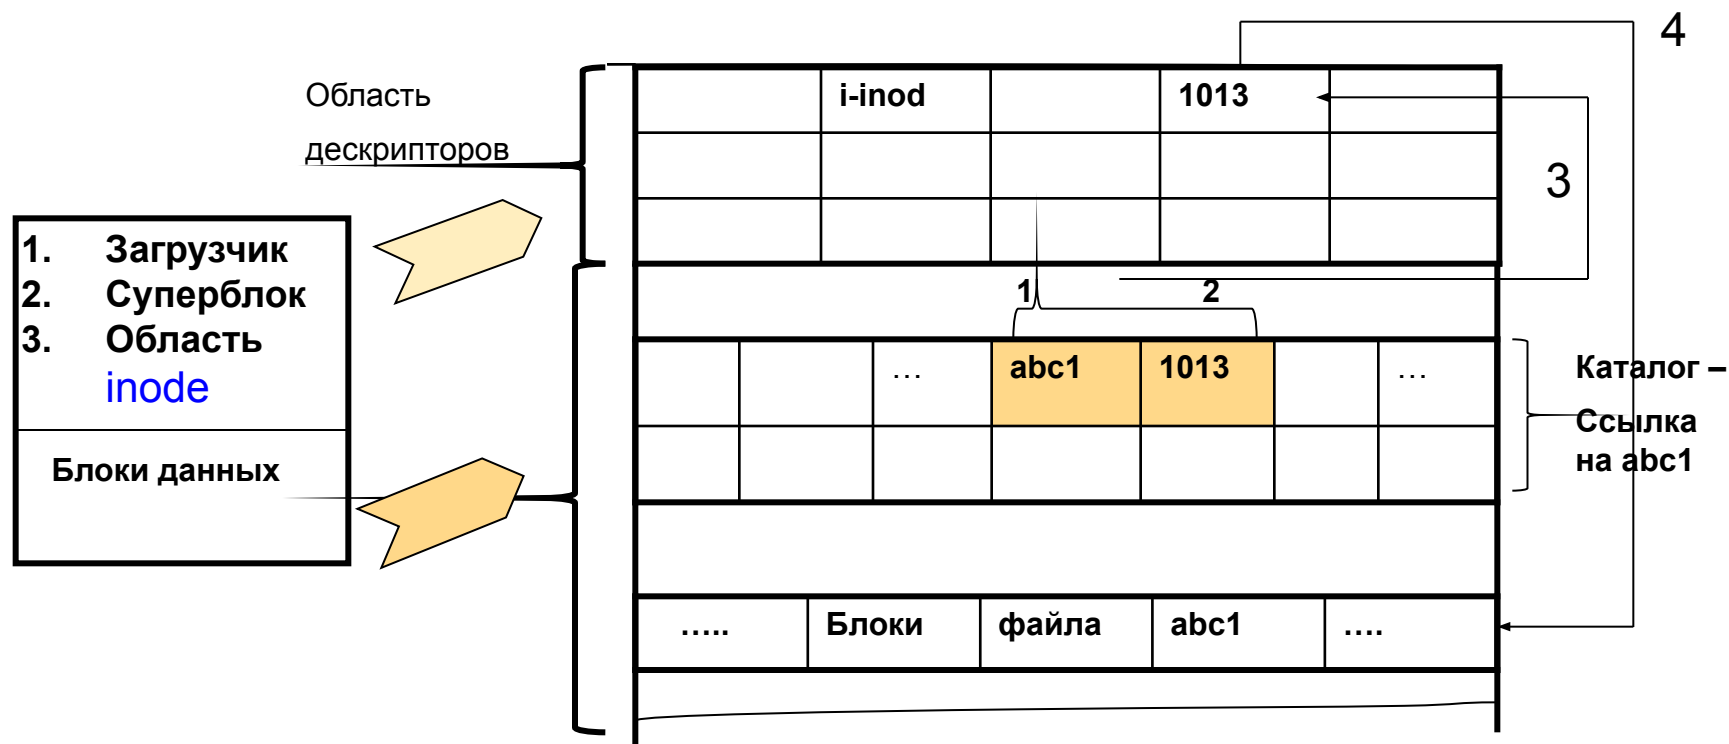 4
Область
дескрипторов
i-inod 1013
3
1. Загрузчик
2. Суперблок
3. Область
inode
Блоки данных
1 2
… abc1 1013 …
Каталог –
Ссылка
на abc1
….. Блоки файла abc1 ….